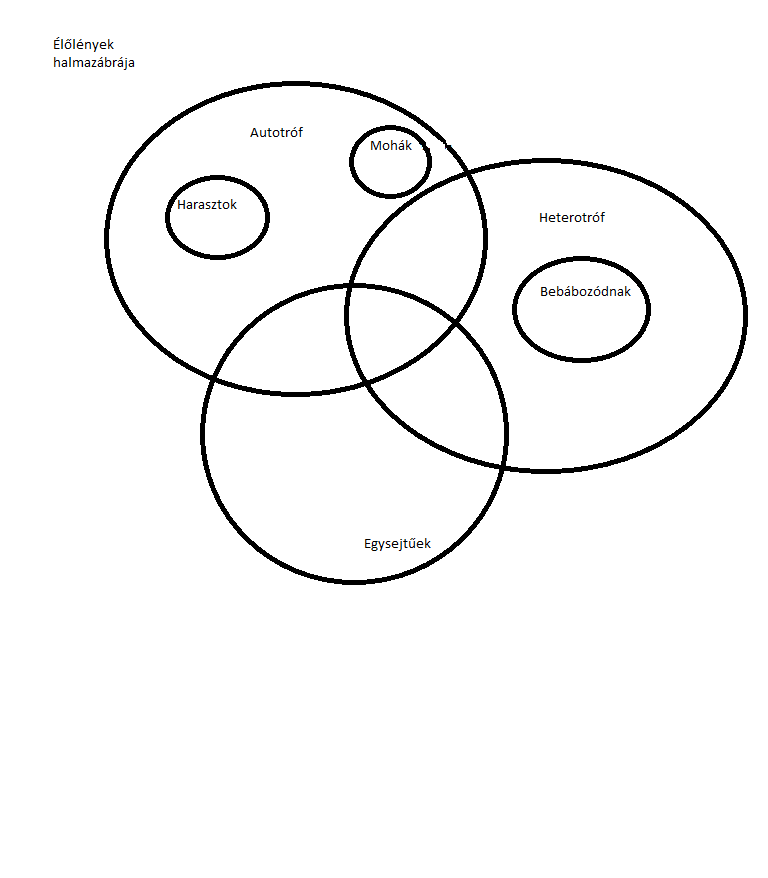 Élőlények
halmazábrája
Autotróf
Mohák
Harasztok
Heterotróf
Bebábozódnak
Egysejtűek